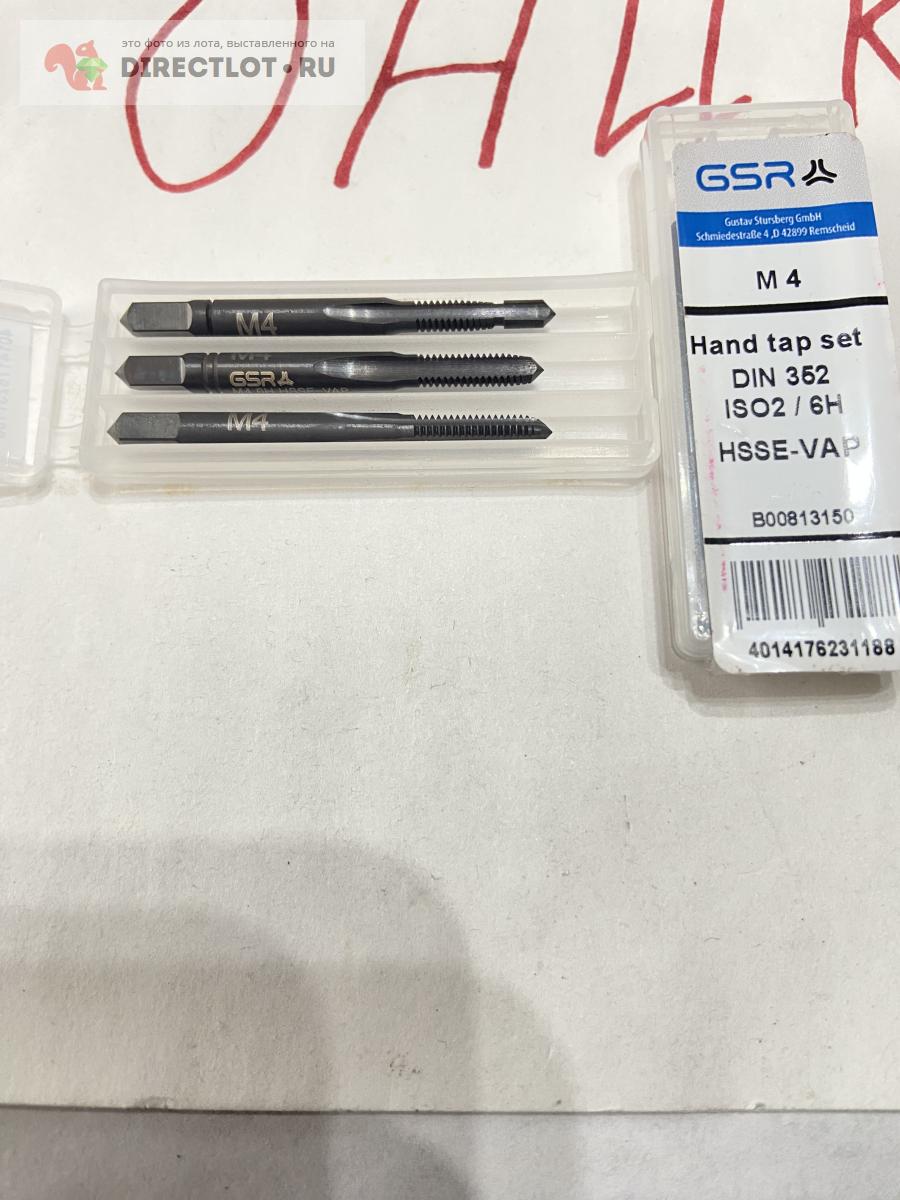 это фото из лота, выставленного на
DIRECTLOT•RU
GSR
Gustav Stursberg GmbH
Schmiedestraße 4 ,D 42899 Remscheid
M 4
Hand tap set
DIN 352
ISO2 / 6H
HSSE-VAP
B00813150
4014176231188
M4
M4
GSR
M4